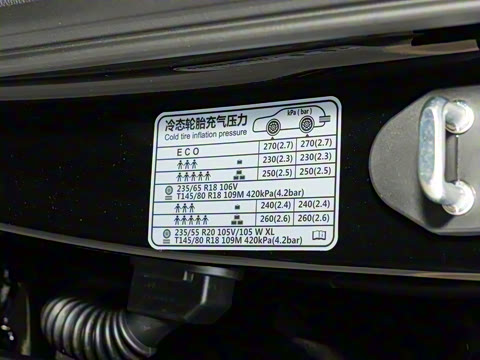 冷态轮胎充气压力
Cold tire inflation pressure
kPa ( bar )
ECO 270(2.7) 270(2.7)
230(2.3) 230(2.3)
250(2.5) 250(2.5)
235/65 R18 106V
T145/80 R18 109M 420kPa(4.2bar)
240(2.4) 240(2.4)
260(2.6) 260(2.6)
235/55 R20 105V/105 W XL
T145/80 R18 109M 420kPa(4.2bar)